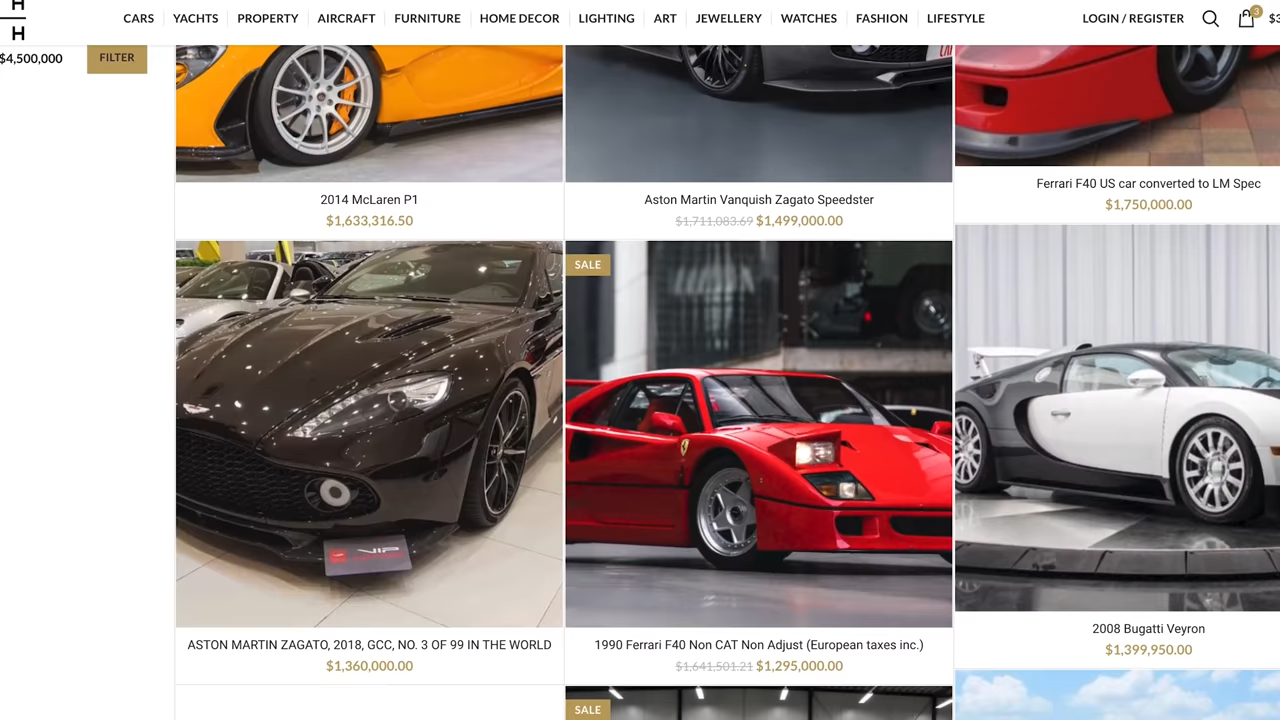 H
H
CARS YACHTS PROPERTY AIRCRAFT FURNITURE HOME DECOR LIGHTING ART JEWELLERY WATCHES FASHION LIFESTYLE LOGIN / REGISTER 3
$4,500,000 FILTER
2014 McLaren P1
$1,633,316.50
Aston Martin Vanquish Zagato Speedster
$1,711,083.69 $1,499,000.00
Ferrari F40 US car converted to LM Spec
$1,750,000.00
SALE
VIP
ASTON MARTIN ZAGATO, 2018, GCC, NO. 3 OF 99 IN THE WORLD
$1,360,000.00
1990 Ferrari F40 Non CAT Non Adjust (European taxes inc.)
$1,641,501.21 $1,295,000.00
2008 Bugatti Veyron
$1,399,950.00
SALE